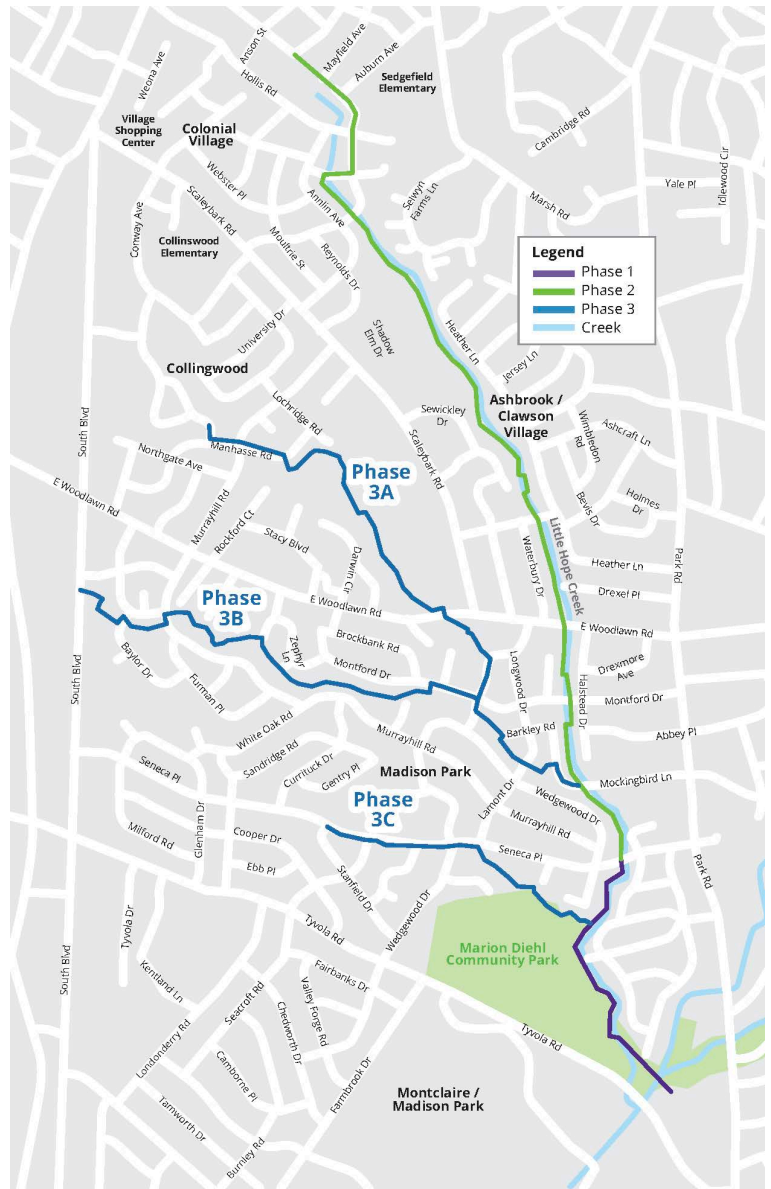 Anson St
Mayfield Ave
Auburn Ave
Weona Ave
Hollis Rd
Sedgefield
Elementary
Village
Shopping
Center
Colonial
Village
Cambridge Rd
Webster Pl
Scaleybark Rd
Annlin Ave
Selwyn
Farms Ln
Yale Pl
Idlewood Cir
Marsh Rd
Conway Ave
Collinswood
Elementary
Moultrie St
Reynolds Dr
Legend
Phase 1
Phase 2
Phase 3
Creek
University Dr
Shadow
Elm Dr
Heather Ln
Jersey Ln
Collingwood
Ashbrook /
Clawson
Village
Lochridge Rd
Sewickley
Dr
Scaleybark Rd
Wimbledon
Rd
Ashcraft Ln
South Blvd
Northgate Ave
Manhasse Rd
Phase
3A
E Woodlawn Rd
Murrayhill Rd
Rockford Ct
Stacy Blvd
Darwin Cir
Bevis Dr
Holmes
Dr
Little Hope Creek
Waterbury Dr
Park Rd
Heather Ln
Drexel Pl
Phase
3B
E Woodlawn Rd
E Woodlawn Rd
Brockbank Rd
Zephyr
Ln
Montford Dr
Baylor Dr
Furman Pl
South Blvd
Longwood Dr
Halstead Dr
Drexmore
Ave
Montford Dr
White Oak Rd
Murrayhill Rd
Barkley Rd
Abbey Pl
Sandridge Rd
Currituck Dr
Gentry Pl
Madison Park
Seneca Pl
Mockingbird Ln
Lamont Dr
Wedgewood Dr
Phase
3C
Murrayhill Rd
Glenham Dr
Milford Rd
Cooper Dr
Ebb Pl
Seneca Pl
Stanfield Dr
Park Rd
Wedgewood Dr
Tyvola Dr
Tyvola Rd
Marion Diehl
Community Park
South Blvd
Kentland Ln
Fairbanks Dr
Seacroft Rd
Valley Forge Rd
Chedworth Dr
Londonderry Rd
Tyvola Rd
Camborne Pl
Farmbrook Dr
Montclaire /
Madison Park
Tamworth Dr
Burnley Rd